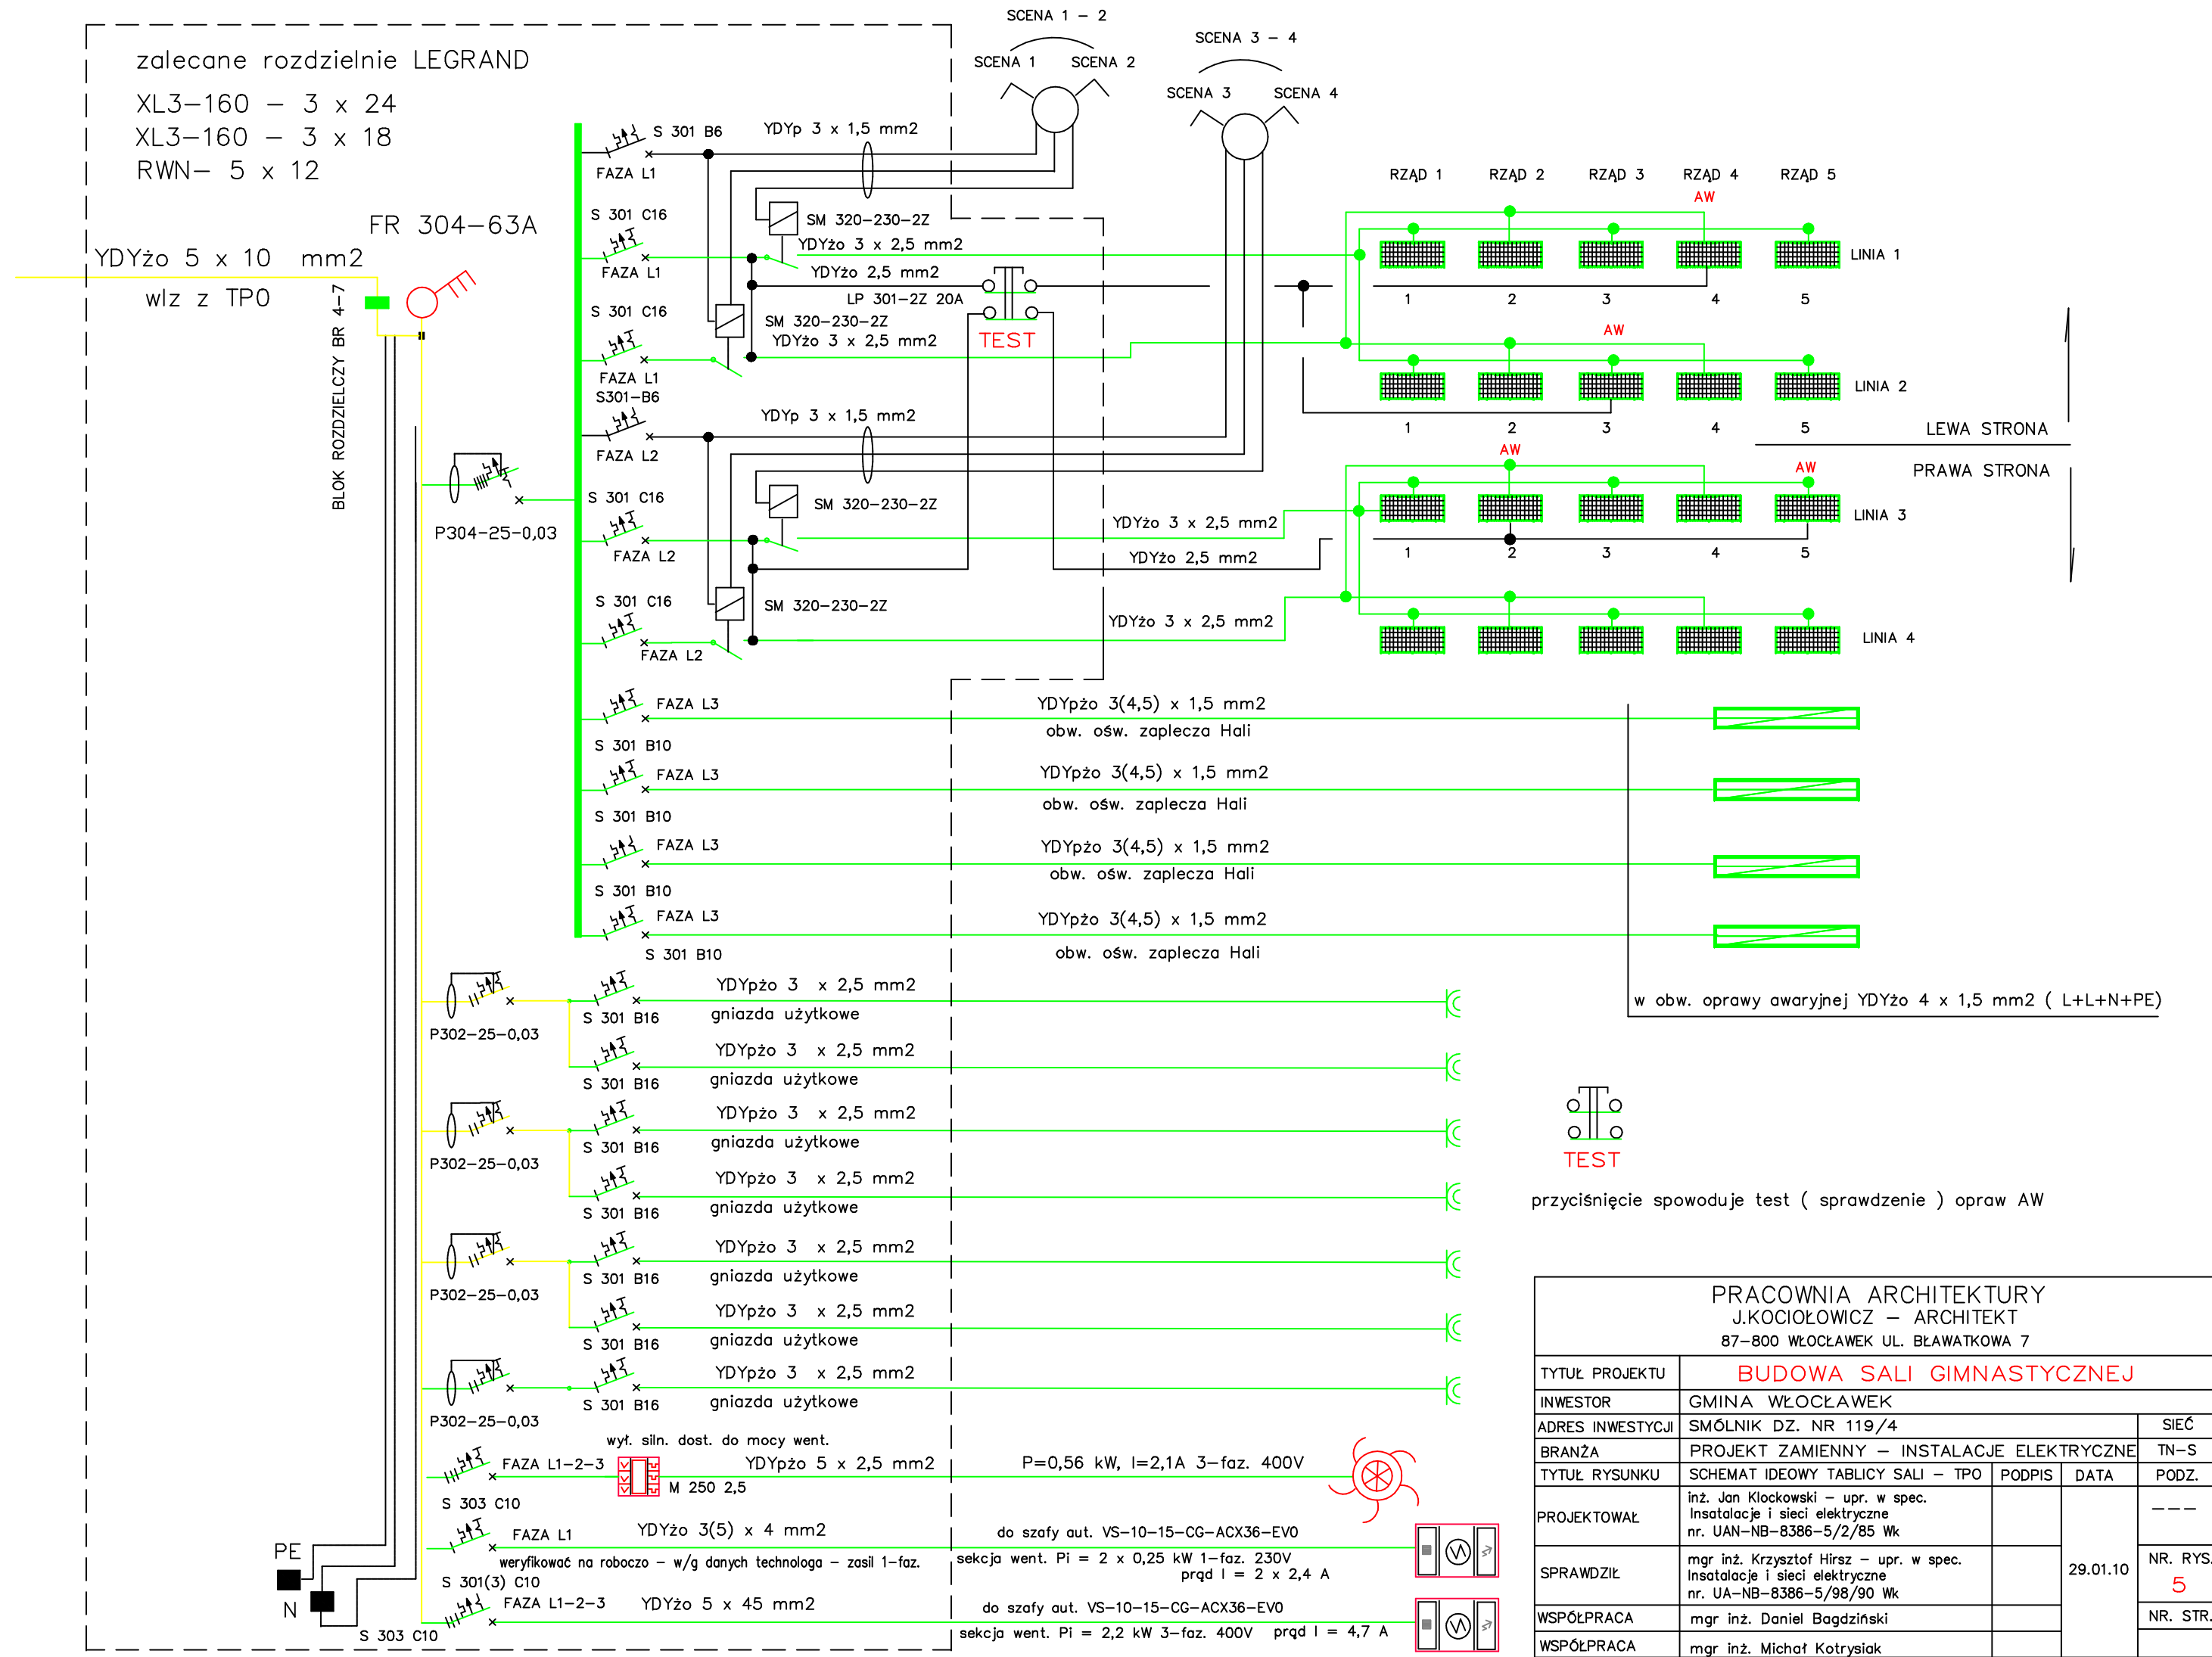 SCENA 1 - 2
SCENA 1
SCENA 2
SCENA 3 - 4
SCENA 3
SCENA 4
zalecane rozdzielnie LEGRAND
XL3-160 - 3 x 24
XL3-160 - 3 x 18
RWN- 5 x 12
FR 304-63A
YDYżo 5 x 10 mm2
wlz z TPO
BLOK ROZDZIELCZY BR 4-7
P304-25-0,03
S 301 B6
YDYp 3 x 1,5 mm2
FAZA L1
S 301 C16
SM 320-230-2Z
YDYżo 3 x 2,5 mm2
FAZA L1
YDYżo 2,5 mm2
LP 301-2Z 20A
TEST
S 301 C16
SM 320-230-2Z
YDYżo 3 x 2,5 mm2
FAZA L1
S301-B6
YDYp 3 x 1,5 mm2
FAZA L2
S 301 C16
SM 320-230-2Z
YDYżo 3 x 2,5 mm2
FAZA L2
YDYżo 2,5 mm2
S 301 C16
SM 320-230-2Z
YDYżo 3 x 2,5 mm2
FAZA L2
RZĄD 1 RZĄD 2 RZĄD 3 RZĄD 4 RZĄD 5
AW
LINIA 1
1 2 3 4 5
AW
LINIA 2
1 2 3 4 5
LEWA STRONA
PRAWA STRONA
AW
AW
LINIA 3
1 2 3 4 5
LINIA 4
FAZA L3
YDYpżo 3(4,5) x 1,5 mm2
obw. ośw. zaplecza Hali
S 301 B10
FAZA L3
YDYpżo 3(4,5) x 1,5 mm2
obw. ośw. zaplecza Hali
S 301 B10
FAZA L3
YDYpżo 3(4,5) x 1,5 mm2
obw. ośw. zaplecza Hali
S 301 B10
FAZA L3
YDYpżo 3(4,5) x 1,5 mm2
obw. ośw. zaplecza Hali
S 301 B10
w obw. oprawy awaryjnej YDYżo 4 x 1,5 mm2 ( L+L+N+PE)
P302-25-0,03
YDYpżo 3 x 2,5 mm2
S 301 B16
gniazda użytkowe
YDYpżo 3 x 2,5 mm2
S 301 B16
gniazda użytkowe
P302-25-0,03
YDYpżo 3 x 2,5 mm2
S 301 B16
gniazda użytkowe
YDYpżo 3 x 2,5 mm2
S 301 B16
gniazda użytkowe
P302-25-0,03
YDYpżo 3 x 2,5 mm2
S 301 B16
gniazda użytkowe
YDYpżo 3 x 2,5 mm2
S 301 B16
gniazda użytkowe
P302-25-0,03
YDYpżo 3 x 2,5 mm2
S 301 B16
gniazda użytkowe
TEST
przyciśnięcie spowoduje test ( sprawdzenie ) opraw AW
wył. siln. dost. do mocy went.
FAZA L1-2-3
YDYpżo 5 x 2,5 mm2
P=0,56 kW, I=2,1A 3-faz. 400V
M 250 2,5
S 303 C10
FAZA L1
YDYżo 3(5) x 4 mm2
do szafy aut. VS-10-15-CG-ACX36-EVO
weryfikować na roboczo - w/g danych technologa - zasil 1-faz.
sekcja went. Pi = 2 x 0,25 kW 1-faz. 230V
prąd I = 2 x 2,4 A
S 301(3) C10
FAZA L1-2-3
YDYżo 5 x 45 mm2
do szafy aut. VS-10-15-CG-ACX36-EVO
sekcja went. Pi = 2,2 kW 3-faz. 400V prąd I = 4,7 A
S 303 C10
PE
N
PRACOWNIA ARCHITEKTURY
J.KOCIOŁOWICZ - ARCHITEKT
87-800 WŁOCŁAWEK UL. BŁAWATKOWA 7
TYTUŁ PROJEKTU BUDOWA SALI GIMNASTYCZNEJ
INWESTOR GMINA WŁOCŁAWEK
ADRES INWESTYCJI SMÓLNIK DZ. NR 119/4 SIEĆ
BRANŻA PROJEKT ZAMIENNY - INSTALACJE ELEKTRYCZNE TN-S
TYTUŁ RYSUNKU SCHEMAT IDEOWY TABLICY SALI - TPO PODPIS DATA PODZ.
PROJEKTOWAŁ
inż. Jan Klockowski - upr. w spec.
Insatalacje i sieci elektryczne
nr. UAN-NB-8386-5/2/85 Wk
---
SPRAWDZIŁ
mgr inż. Krzysztof Hirsz - upr. w spec.
Insatalacje i sieci elektryczne
nr. UA-NB-8386-5/98/90 Wk
29.01.10
NR. RYS.
5
WSPÓŁPRACA mgr inż. Daniel Bagdziński
NR. STR.
WSPÓŁPRACA mgr inż. Michał Kotrysiak